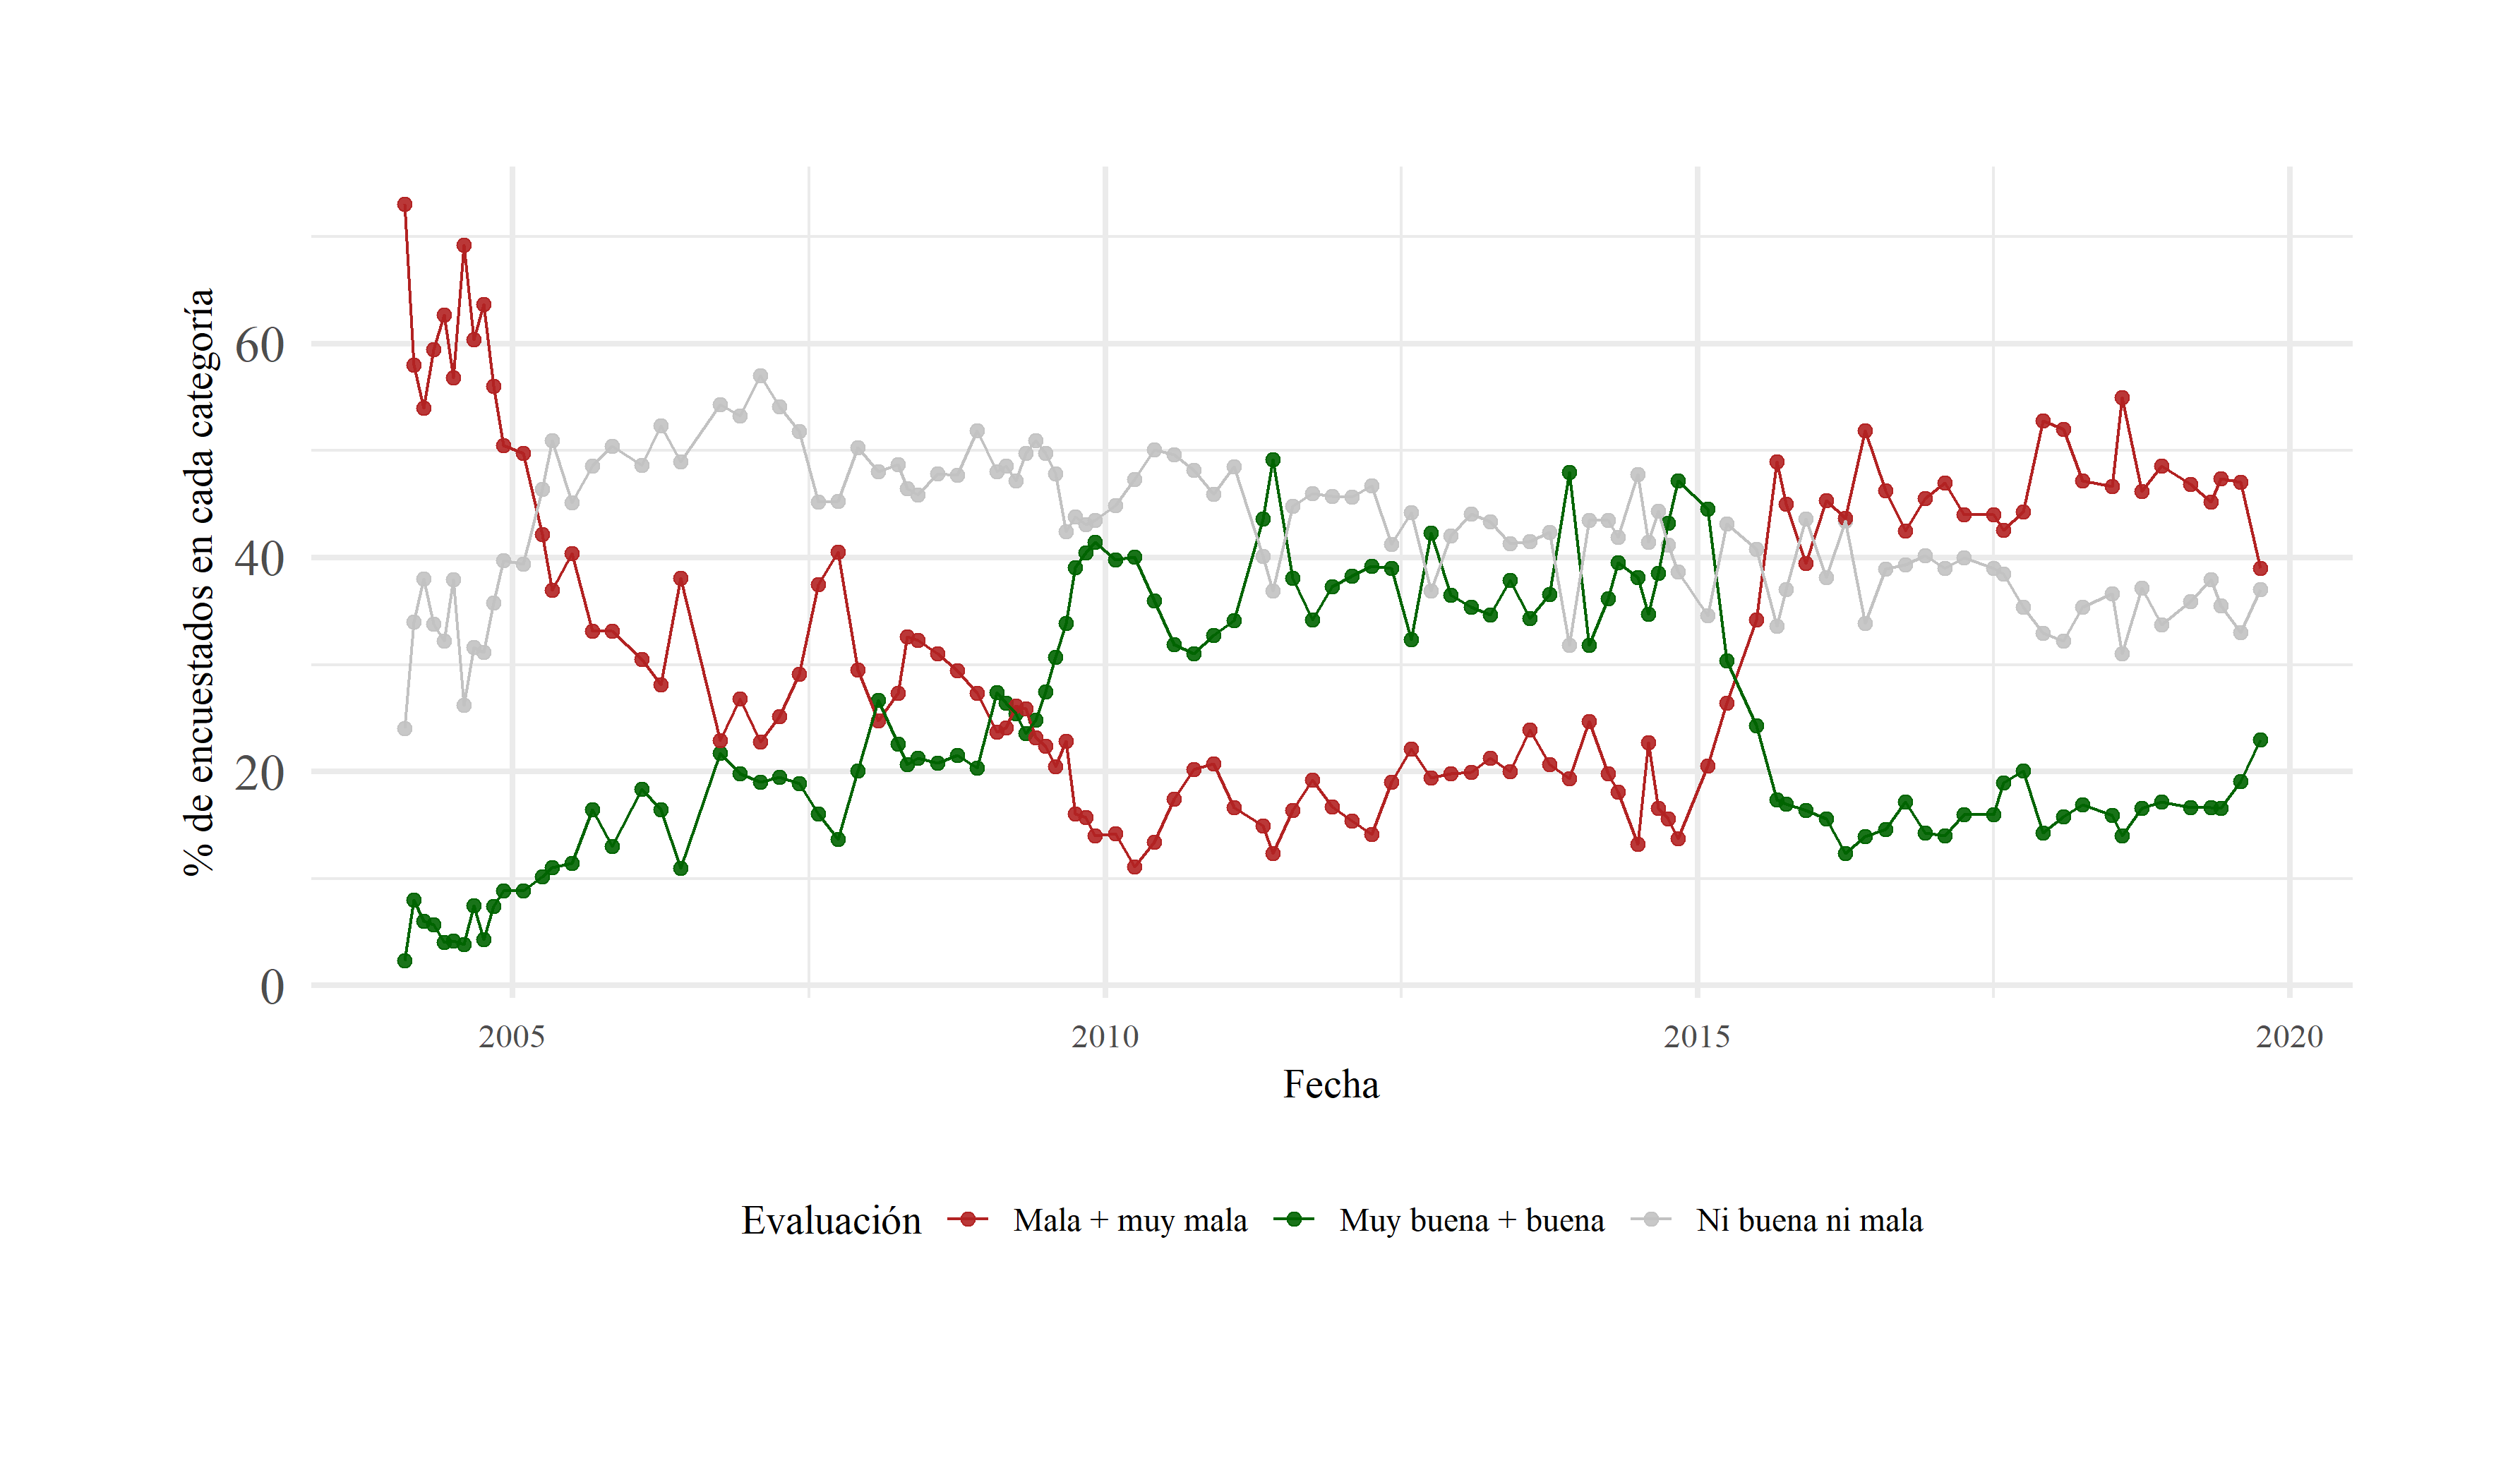 % de encuestados en cada categoría
60
40
20
0
2005
2010
2015
2020
Fecha
Evaluación
Mala + muy mala
Muy buena + buena
Ni buena ni mala